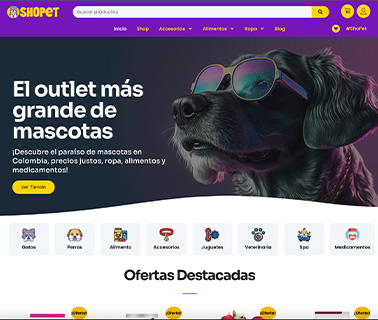 SHOPET
Buscar productos
Inicio Shop Accesorios Alimentos Ropa Blog #ShoPet
El outlet más
grande de
mascotas
¡Descubre el paraíso de mascotas en
Colombia, precios justos, ropa, alimentos y
medicamentos!
Ver Tienda
Gatos Perros Alimento Accesorios Juguetes Veterinaria Spa Medicamentos
Ofertas Destacadas
¡Oferta! ¡Oferta! ¡Oferta! ¡Oferta!